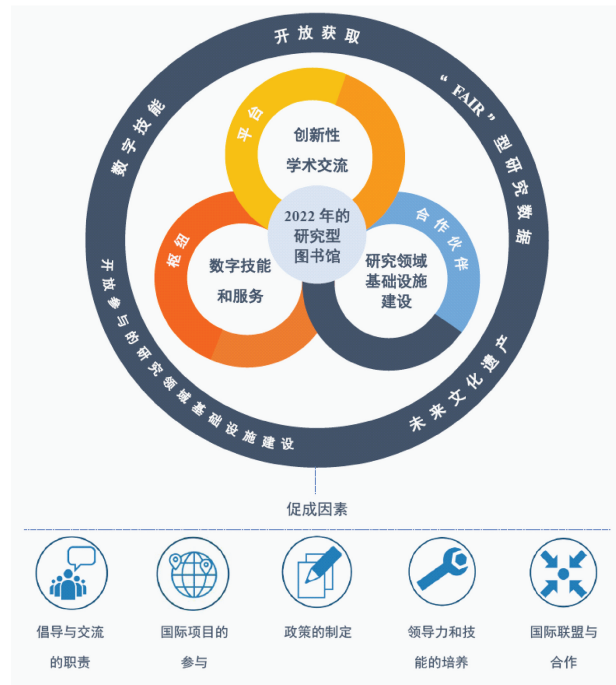 开放获取
“FAIR”型研究数据
未来文化遗产
开放参与的研究领域基础设施建设
数字技能
平台
创新性
学术交流
合作伙伴
研究领域
基础设施
建设
枢纽
数字技能
和服务
2022 年的
研究型
图书馆
促成因素
倡导与交流
的职责
国际项目的
参与
政策的制定
领导力和技
能的培养
国际联盟与
合作